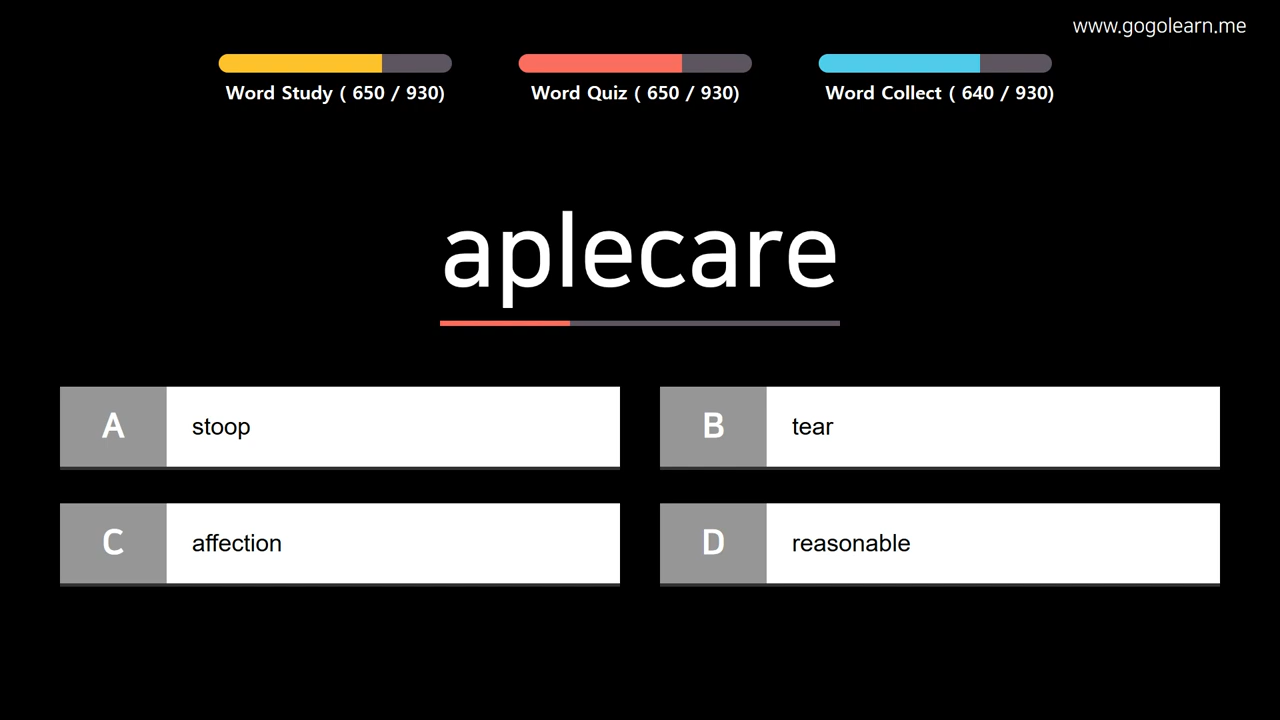 www.gogolearn.me
Word Study ( 650 / 930)
Word Quiz ( 650 / 930)
Word Collect ( 640 / 930)
aplecare
A stoop
B tear
C affection
D reasonable